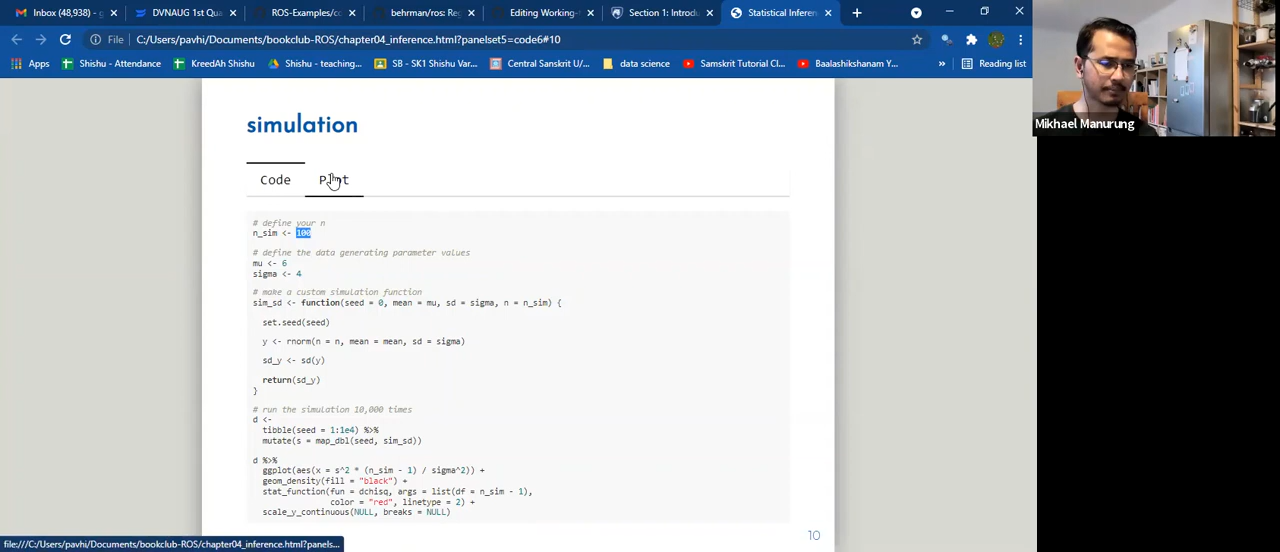 Inbox (48,938) - g
DVNAUG 1st Qua
ROS-Examples/cc
behrman/ros: Reg
Editing Working-t
Section 1: Introdu
Statistical Inferen
File
C:/Users/pavhi/Documents/bookclub-ROS/chapter04_inference.html?panelset5=code6#10
Apps
Shishu - Attendance
KreedAh Shishu
Shishu - teaching...
SB - SK1 Shishu Var...
Central Sanskrit U/...
data science
Samskrit Tutorial Cl...
Baalashikshanam Y...
»
Reading list
Mikhael Manurung
simulation
Code
# define your n
n_sim <- 100
# define the data generating parameter values
mu <- 6
sigma <- 4
# make a custom simulation function
sim_sd <- function(seed = 0, mean = mu, sd = sigma, n = n_sim) {
set.seed(seed)
y <- rnorm(n = n, mean = mean, sd = sigma)
sd_y <- sd(y)
return(sd_y)
}
# run the simulation 10,000 times
d <-
tibble(seed = 1:1e4) %>%
mutate(s = map_dbl(seed, sim_sd))
d %>%
ggplot(aes(x = s^2 * (n_sim - 1) / sigma^2)) +
geom_density(fill = "black") +
stat_function(fun = dchisq, args = list(df = n_sim - 1),
color = "red", linetype = 2) +
scale_y_continuous(NULL, breaks = NULL)
10
file:///C:/Users/pavhi/Documents/bookclub-ROS/chapter04_inference.html?panels...